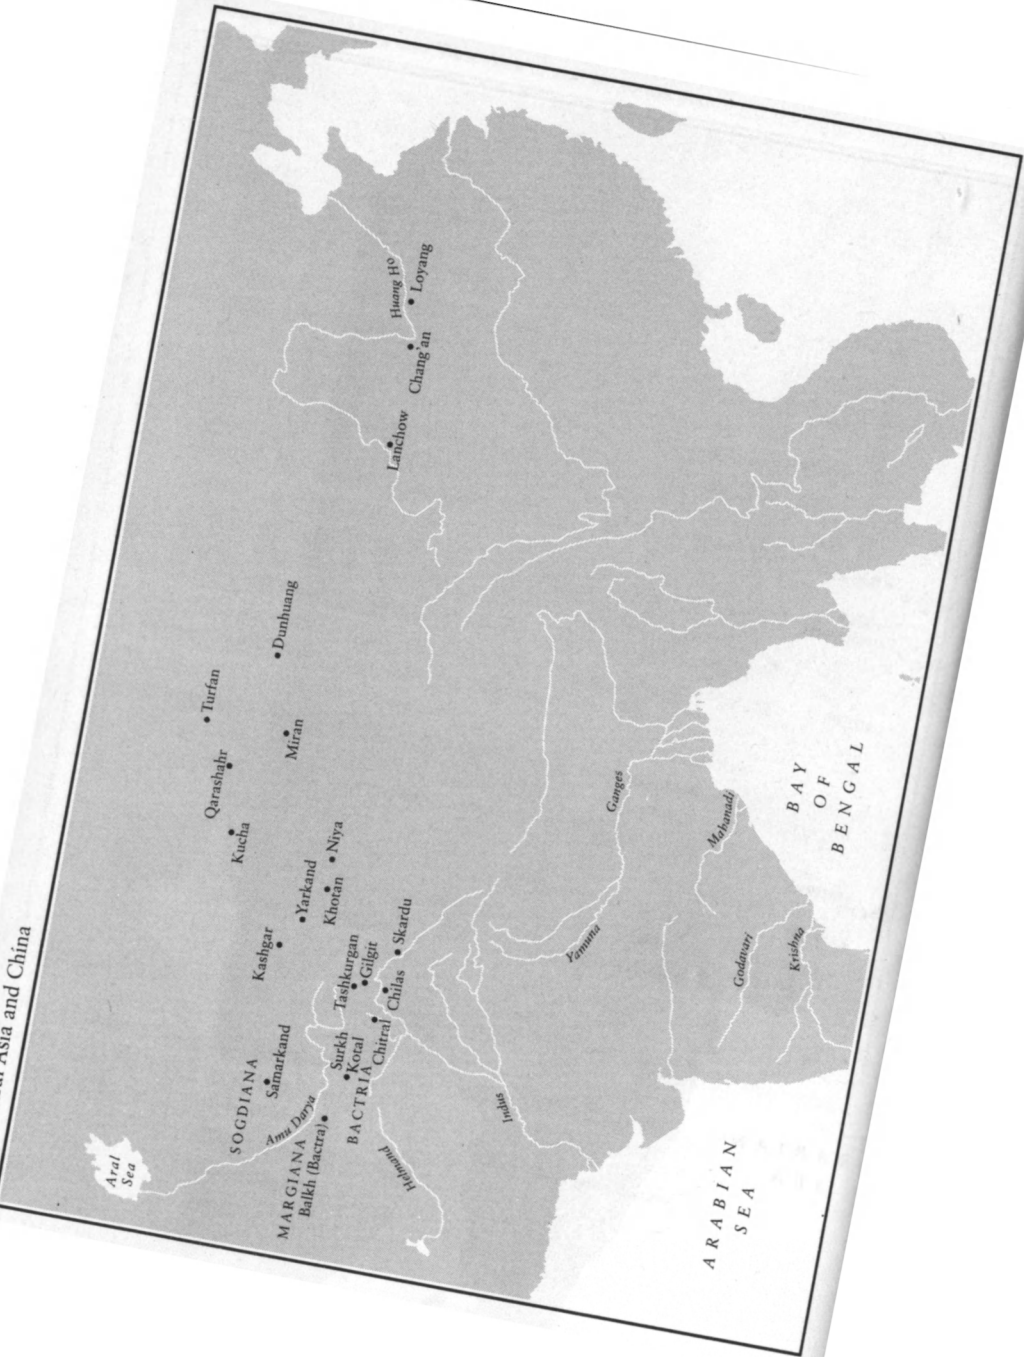 Asia and China
Aral
Sea
SOGDIANA
Samarkand
Amu Darya
MARGIANA
Balkh (Bactra)
BACTRIA
Surkh
Kotal
Chitral
Helmand
Tashkurgan
Gilgit
Chilas
Skardu
Kashgar
Yarkand
Khotan
Niya
Kucha
Qarashahr
Turfan
Miran
Dunhuang
Lanchow
Chang'an
Huang Ho
Loyang
Indus
Yamuna
Ganges
Mahanadi
Godavari
Krishna
ARABIAN
SEA
BAY
OF
BENGAL